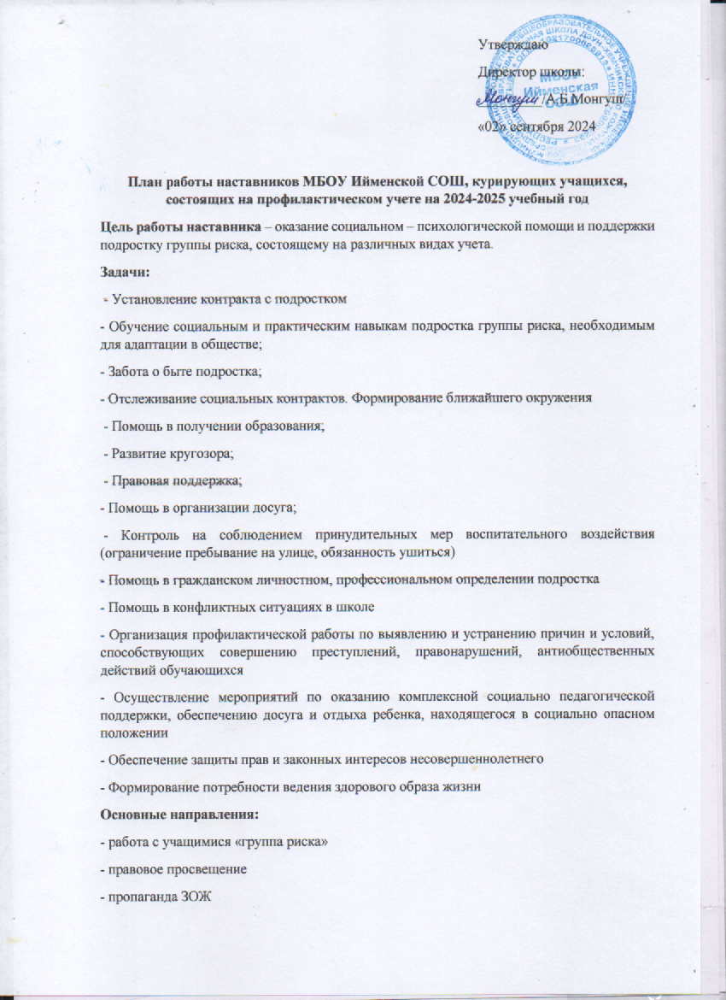 Утверждаю
Директор школы:
Монгуш /А.Б.Монгуш/
«02» сентября 2024
МБОУ
Ийменская
СОШ
План работы наставников МБОУ Ийменской СОШ, курирующих учащихся,
состоящих на профилактическом учете на 2024-2025 учебный год
Цель работы наставника – оказание социальном – психологической помощи и поддержки
подростку группы риска, состоящему на различных видах учета.
Задачи:
- Установление контракта с подростком
- Обучение социальным и практическим навыкам подростка группы риска, необходимым
для адаптации в обществе;
- Забота о быте подростка;
- Отслеживание социальных контрактов. Формирование ближайшего окружения
- Помощь в получении образования;
- Развитие кругозора;
- Правовая поддержка;
- Помощь в организации досуга;
- Контроль на соблюдением принудительных мер воспитательного воздействия
(ограничение пребывание на улице, обязанность ушиться)
- Помощь в гражданском личностном, профессиональном определении подростка
- Помощь в конфликтных ситуациях в школе
- Организация профилактической работы по выявлению и устранению причин и условий,
способствующих совершению преступлений, правонарушений, антиобщественных
действий обучающихся
- Осуществление мероприятий по оказанию комплексной социально педагогической
поддержки, обеспечению досуга и отдыха ребенка, находящегося в социально опасном
положении
- Обеспечение защиты прав и законных интересов несовершеннолетнего
- Формирование потребности ведения здорового образа жизни
Основные направления:
- работа с учащимися «группа риска»
- правовое просвещение
- пропаганда ЗОЖ